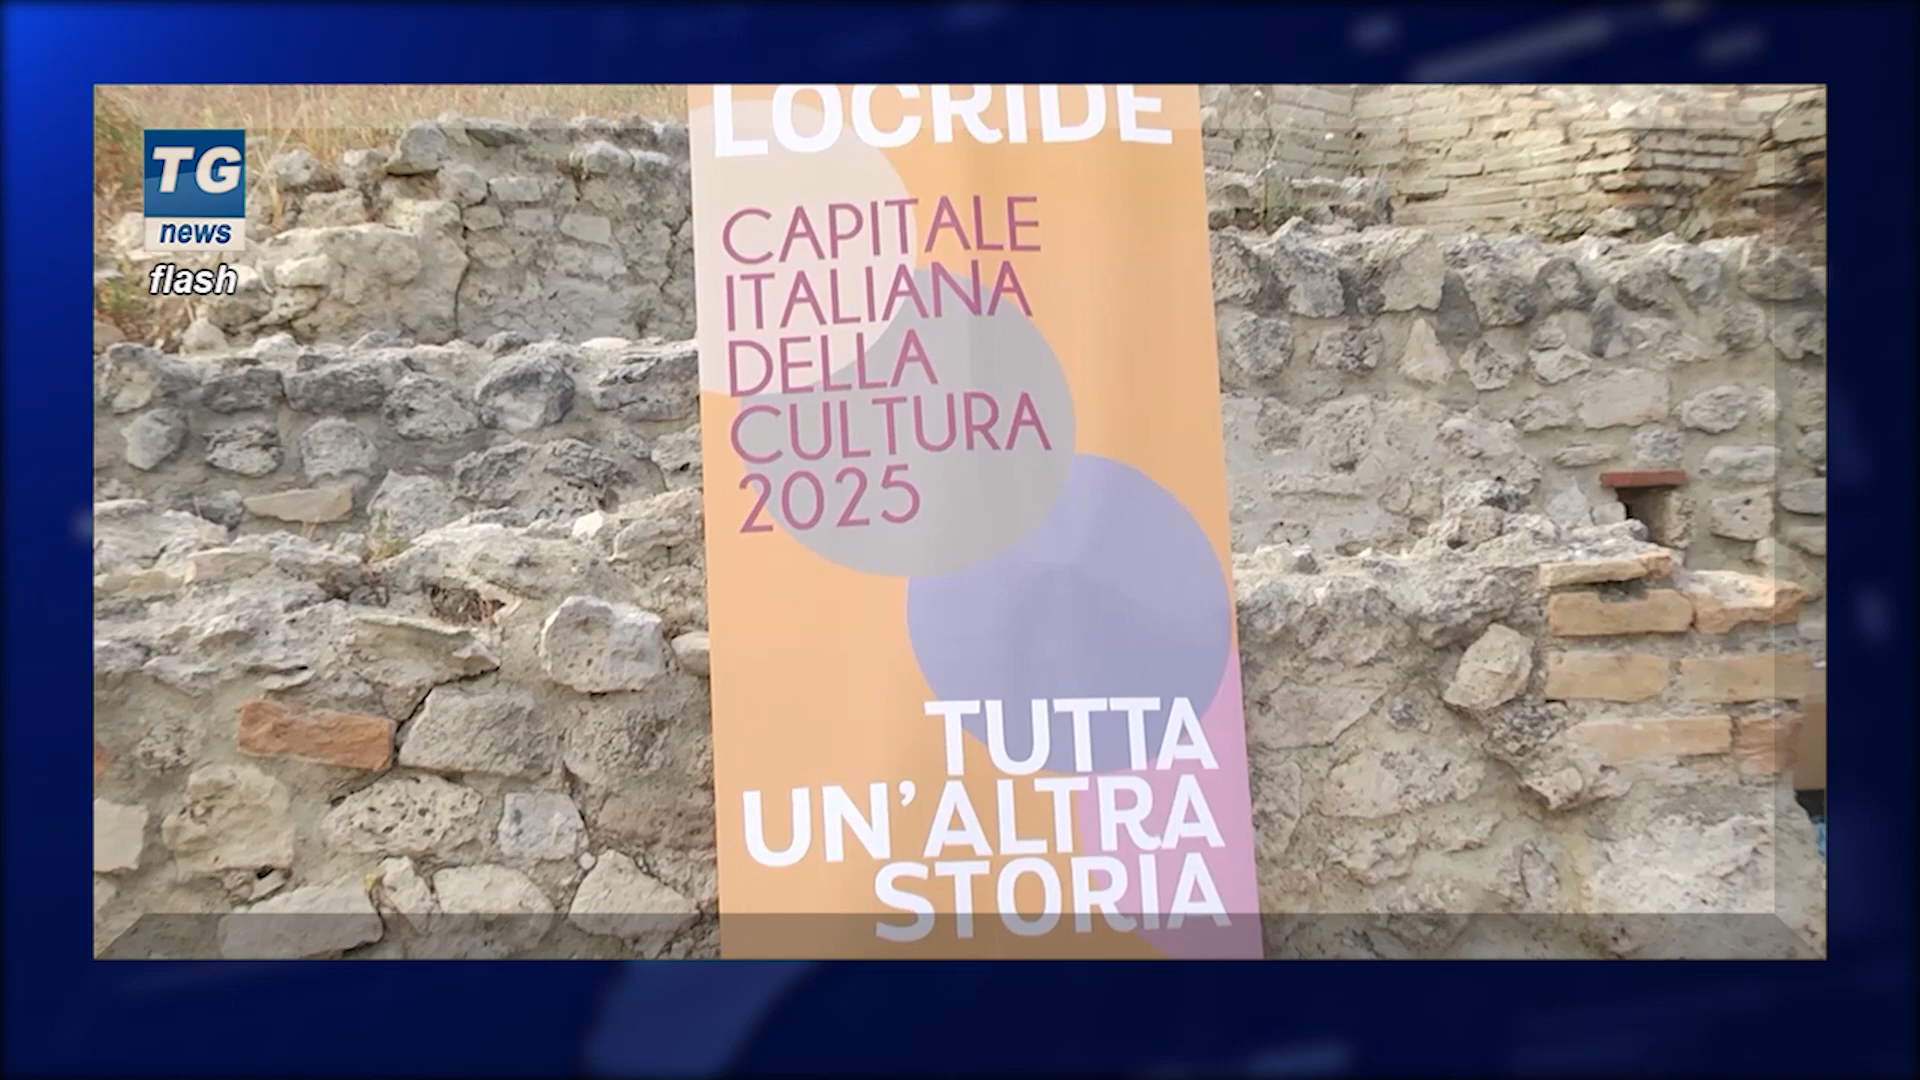 TG
news
flash
LOCRIDE
CAPITALE
ITALIANA
DELLA
CULTURA
2025
TUTTA
UN'ALTRA
STORIA